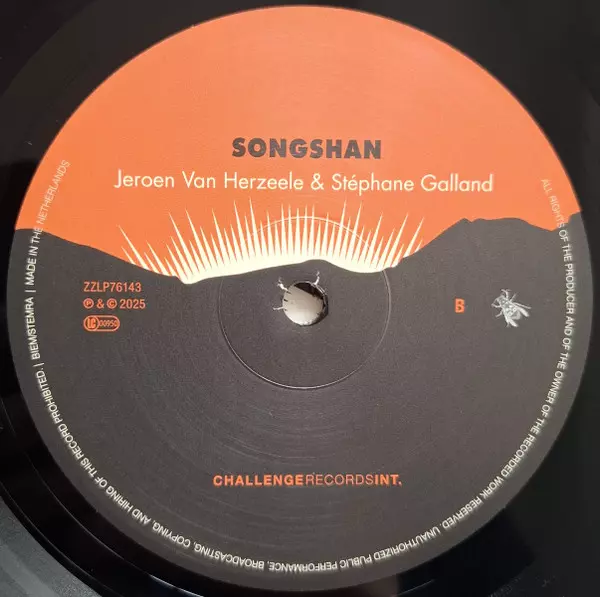 SONGSHAN
Jeroen Van Herzeele & Stéphane Galland
ZZLP76143
℗ & © 2025
LC 00950
B
CHALLENGERECORDSINT.
ALL RIGHTS OF THE PRODUCER AND OF THE OWNER OF THE RECORDED WORK RESERVED. UNAUTHORIZED PUBLIC PERFORMANCE, BROADCASTING, COPYING, AND HIRING OF THIS RECORD PROHIBITED | BIEM/STEMRA | MADE IN THE NETHERLANDS